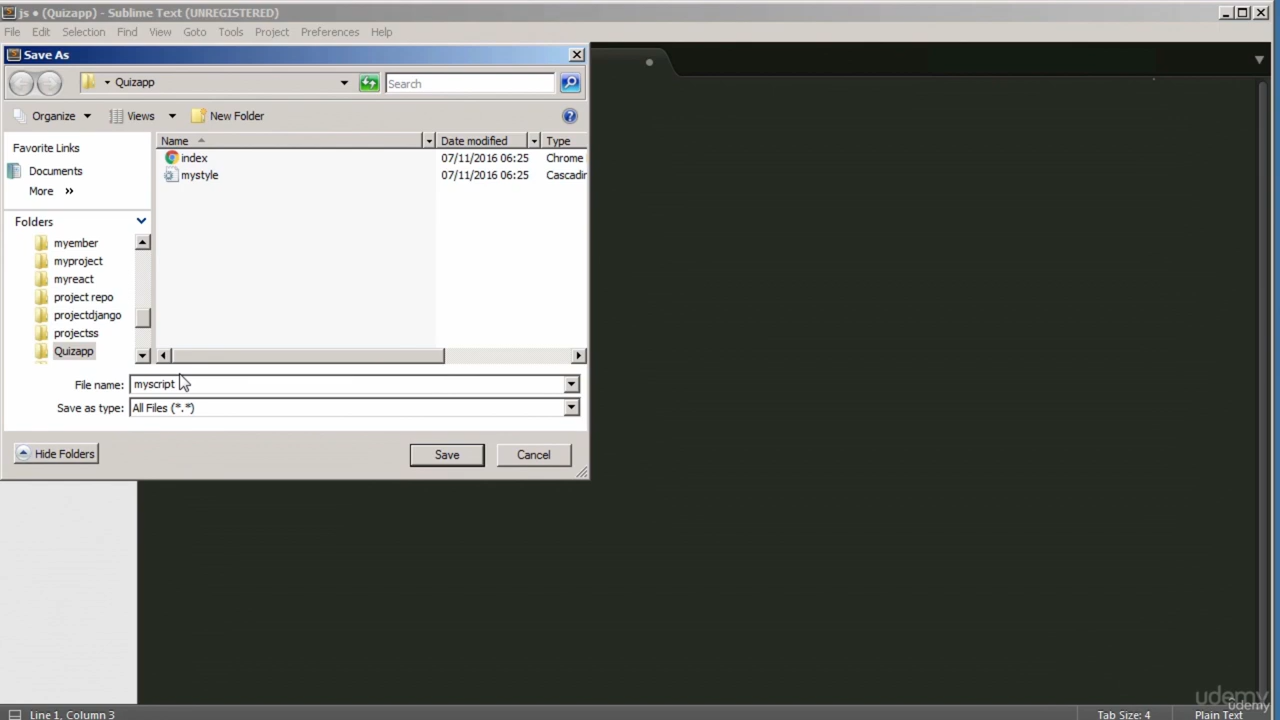 js • (Quizapp) - Sublime Text (UNREGISTERED)
File Edit Selection Find View Goto Tools Project Preferences Help
Save As
Quizapp
Search
Organize Views New Folder
Name Date modified Type
Favorite Links
Documents
More »
Folders
myember
myproject
myreact
project repo
projectdjango
projectss
Quizapp
index 07/11/2016 06:25 Chrome
mystyle 07/11/2016 06:25 Cascadin
File name: myscript
Save as type: All Files (*.*)
Hide Folders Save Cancel
udemy
udemy
Line 1, Column 3 Tab Size: 4 Plain Text